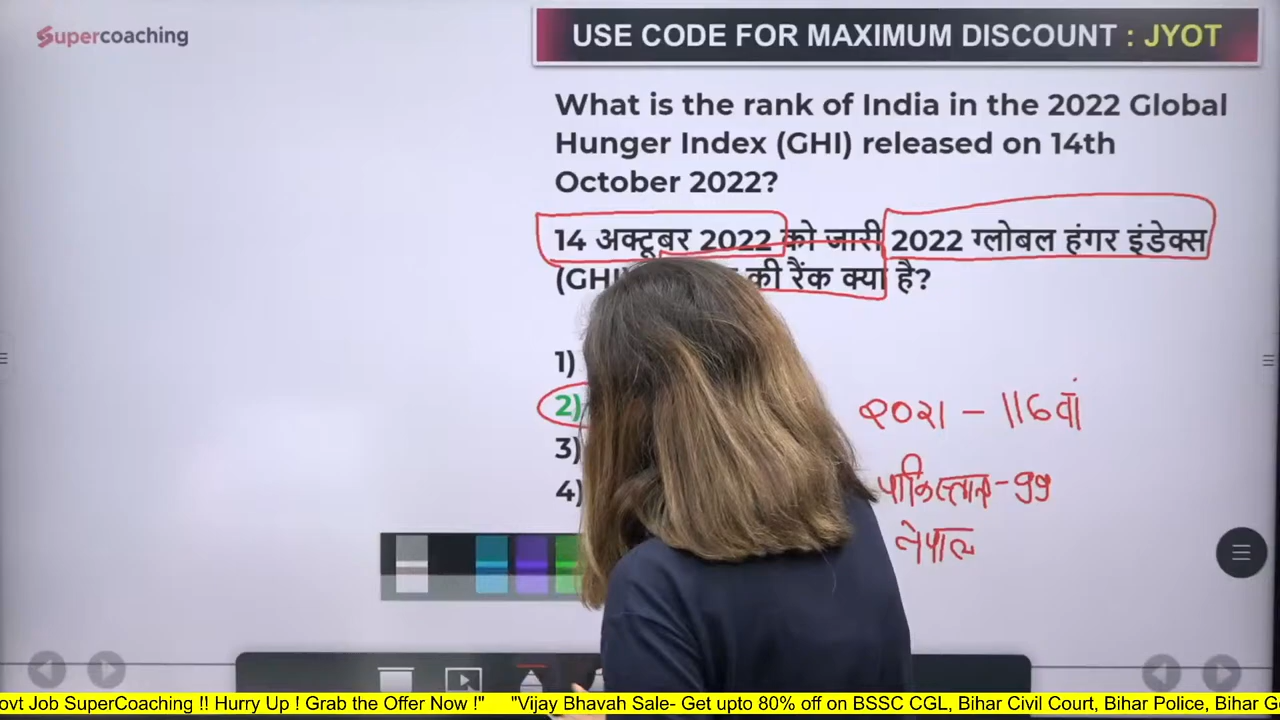 Supercoaching
USE CODE FOR MAXIMUM DISCOUNT : JYOT
What is the rank of India in the 2022 Global
Hunger Index (GHI) released on 14th
October 2022?
14 अक्टूबर 2022 को जारी 2022 ग्लोबल हंगर इंडेक्स
(GHI की रैंक क्या है?
1)
2)
3)
4)
२०२१ - 116वां
पाकिस्तान - 99
नेपाल
ovt Job SuperCoaching !! Hurry Up ! Grab the Offer Now !" "Vijay Bhavah Sale- Get upto 80% off on BSSC CGL, Bihar Civil Court, Bihar Police, Bihar G